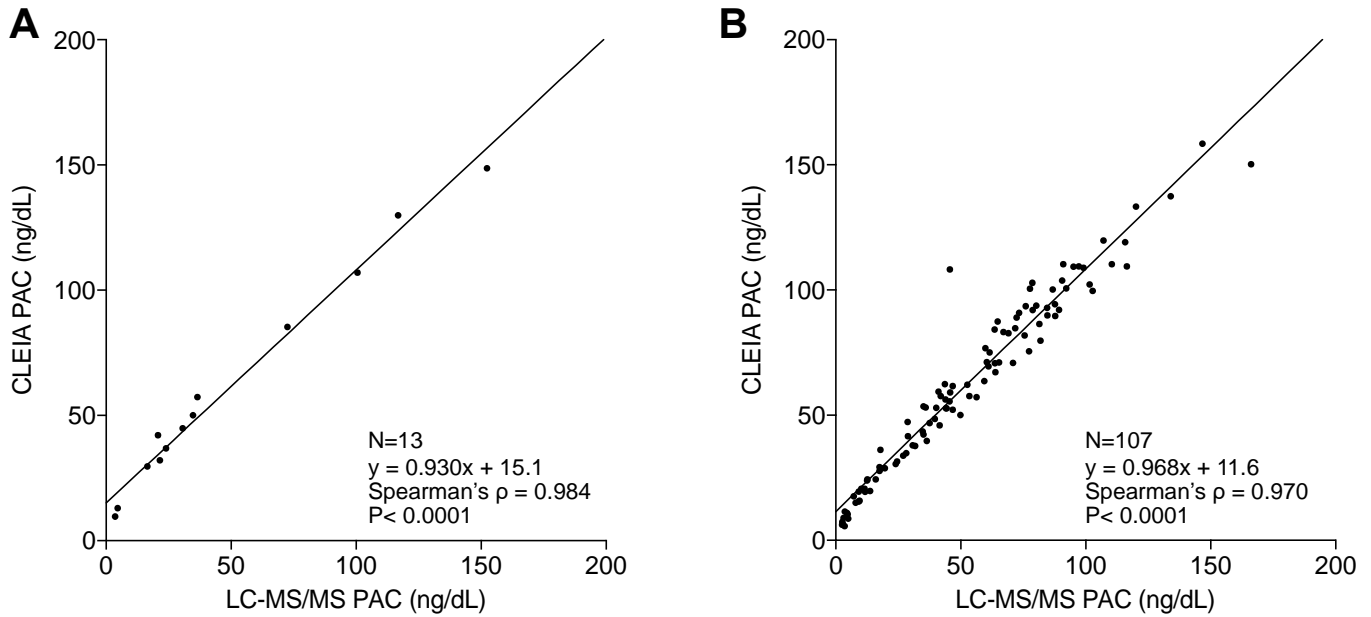 A
CLEIA PAC (ng/dL)
200
150
100
50
0
N=13
y = 0.930x + 15.1
Spearman's ρ = 0.984
P< 0.0001
0 50 100 150 200
LC-MS/MS PAC (ng/dL)
B
CLEIA PAC (ng/dL)
200
150
100
50
0
N=107
y = 0.968x + 11.6
Spearman's ρ = 0.970
P< 0.0001
0 50 100 150 200
LC-MS/MS PAC (ng/dL)